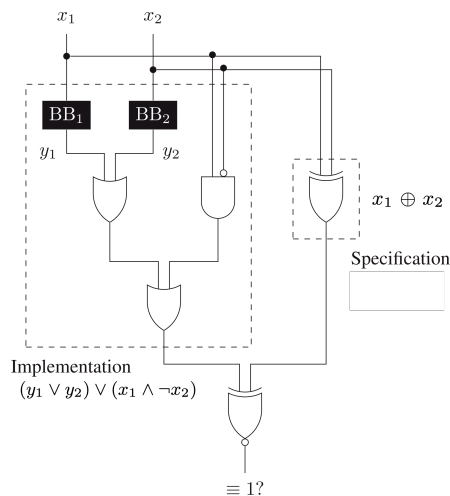 x₁ x₂
BB₁ BB₂
y₁ y₂
x₁ ⊕ x₂
Specification
Implementation
(y₁ ∨ y₂) ∨ (x₁ ∧ ¬x₂)
≡ 1?